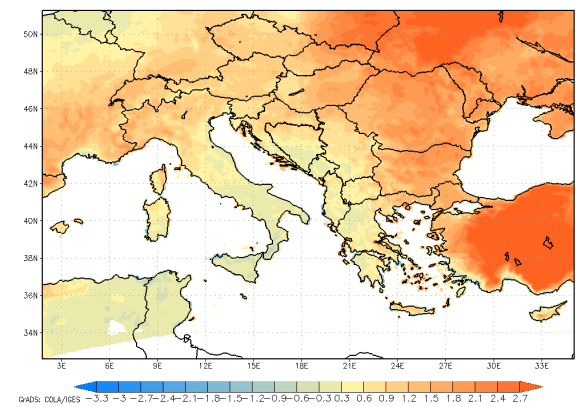 50N
48N
46N
44N
42N
40N
38N
36N
34N
3E 6E 9E 12E 15E 18E 21E 24E 27E 30E 33E
GrADS: COLA/IGES -3.3 -3 -2.7-2.4-2.1-1.8-1.5-1.2-0.9-0.6-0.3 0.3 0.6 0.9 1.2 1.5 1.8 2.1 2.4 2.7